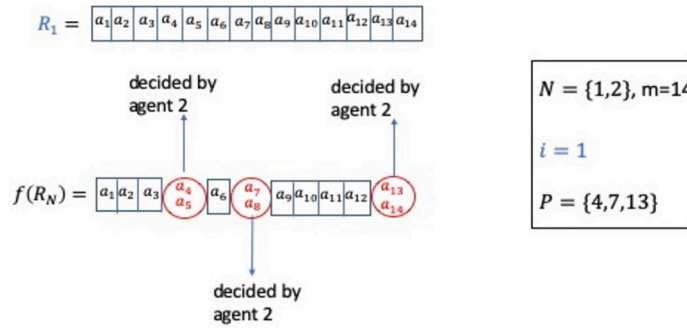 R₁ = a₁ a₂ a₃ a₄ a₅ a₆ a₇ a₈ a₉ a₁₀ a₁₁ a₁₂ a₁₃ a₁₄
decided by
agent 2
decided by
agent 2
N = {1,2}, m=14
i = 1
P = {4,7,13}
f(R_N) = a₁ a₂ a₃ a₄ a₅ a₆ a₇ a₈ a₉ a₁₀ a₁₁ a₁₂ a₁₃ a₁₄
decided by
agent 2